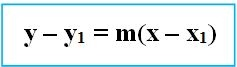 y – y₁ = m(x – x₁)